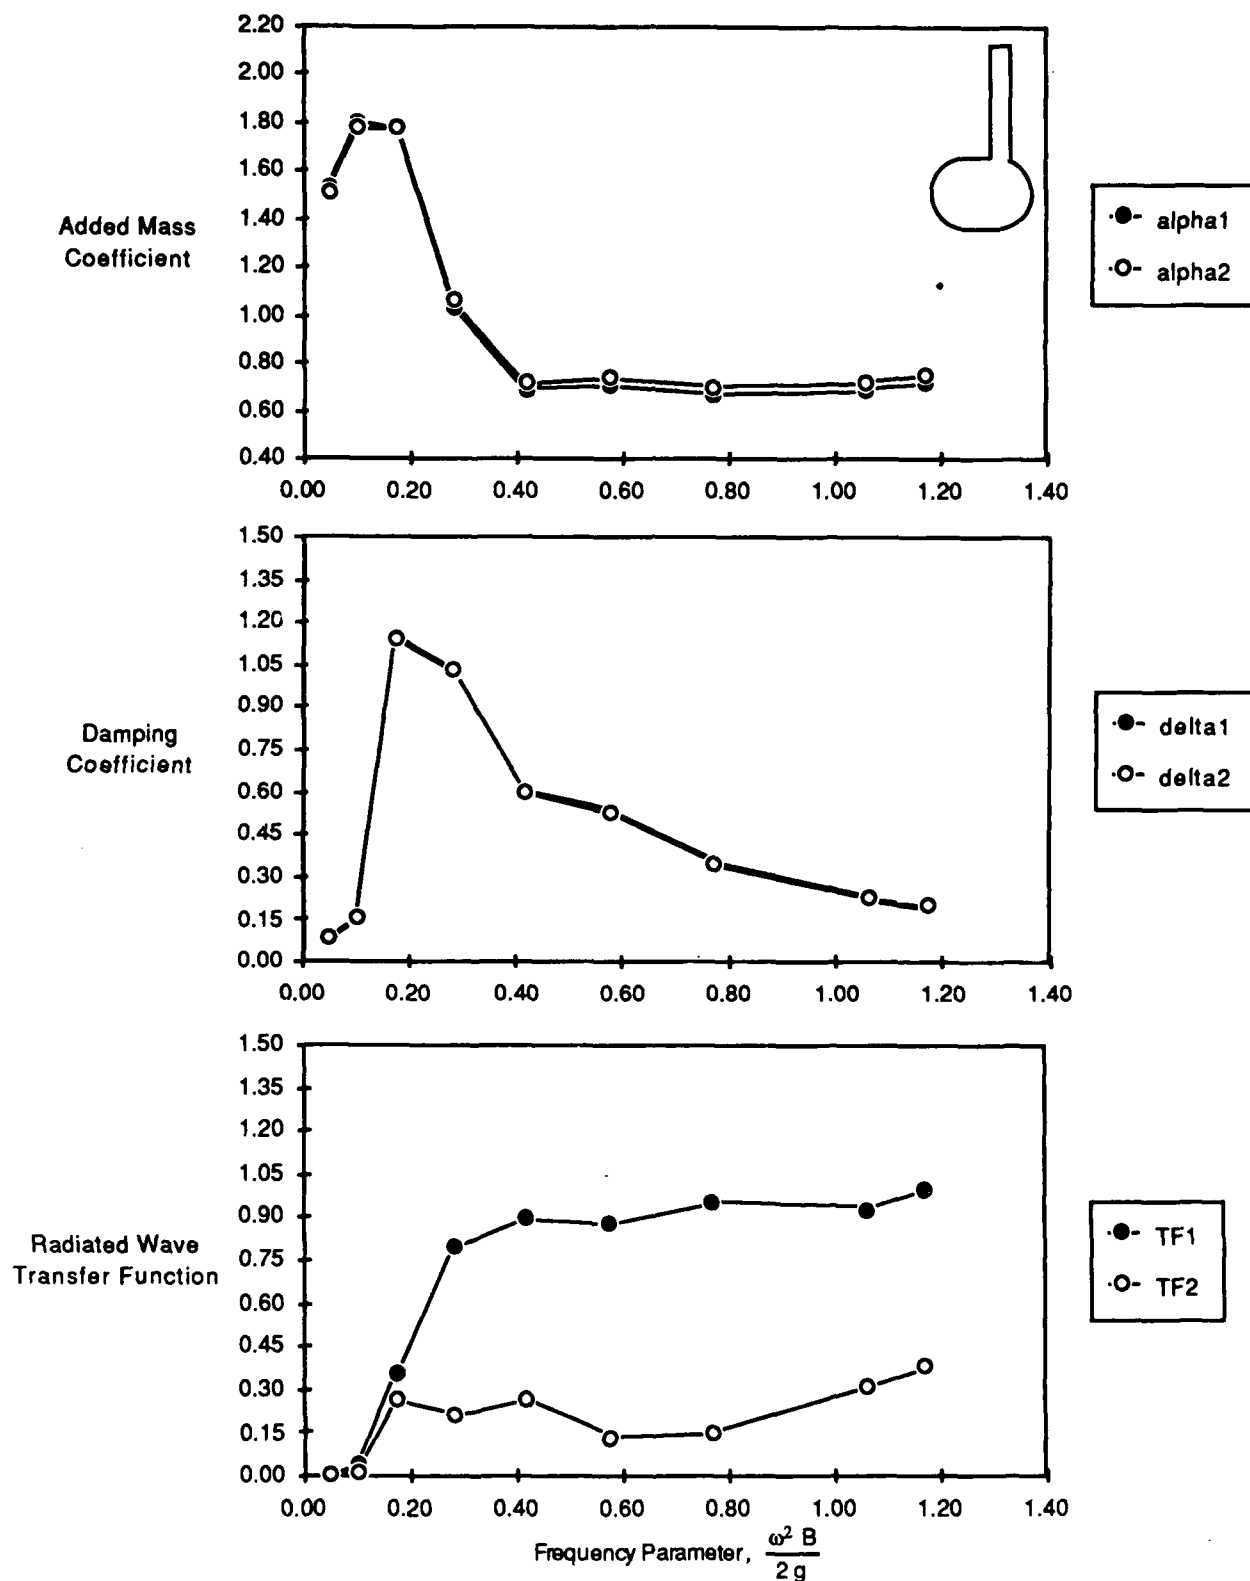 2.20
2.00
1.80
1.60
1.40
1.20
1.00
0.80
0.60
0.40
Added Mass
Coefficient
0.00 0.20 0.40 0.60 0.80 1.00 1.20 1.40
alpha1
alpha2
1.50
1.35
1.20
1.05
0.90
0.75
0.60
0.45
0.30
0.15
0.00
Damping
Coefficient
0.00 0.20 0.40 0.60 0.80 1.00 1.20 1.40
delta1
delta2
1.50
1.35
1.20
1.05
0.90
0.75
0.60
0.45
0.30
0.15
0.00
Radiated Wave
Transfer Function
0.00 0.20 0.40 0.60 0.80 1.00 1.20 1.40
TF1
TF2
Frequency Parameter, ω² B
2 g